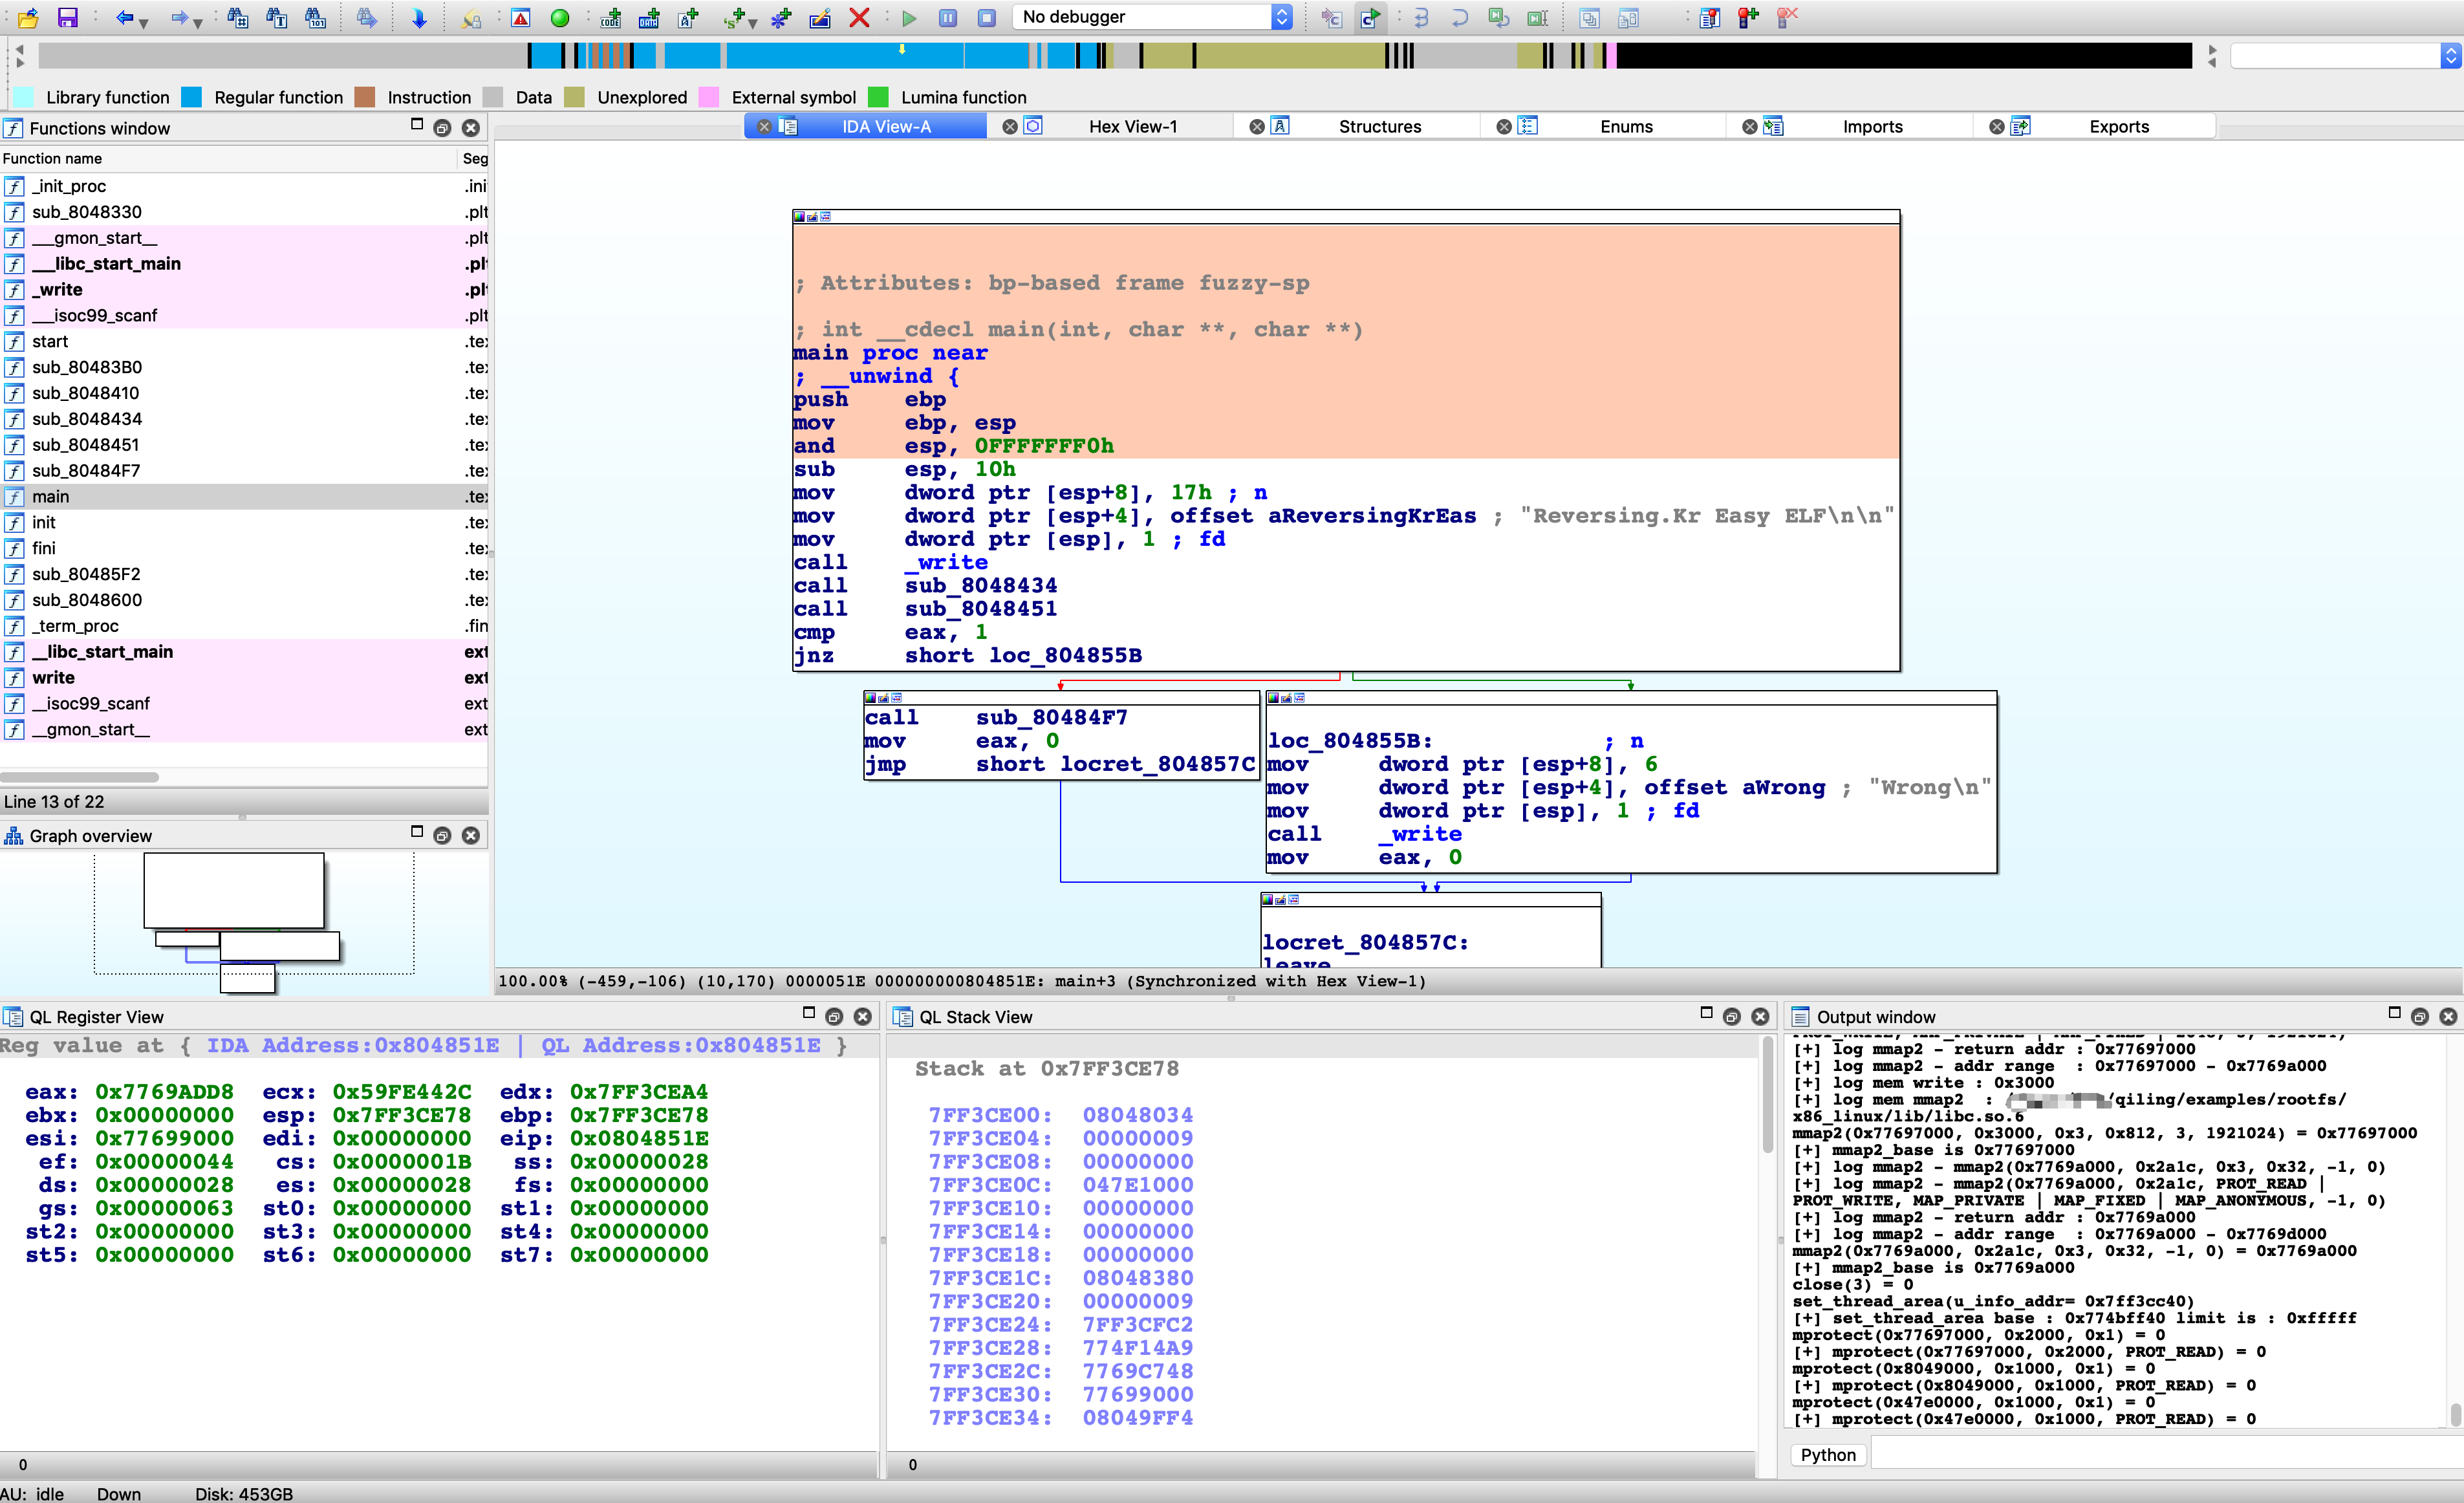 No debugger
Library function Regular function Instruction Data Unexplored External symbol Lumina function
Functions window
Function name Seg
_init_proc .ini
sub_8048330 .plt
___gmon_start__ .plt
___libc_start_main .plt
_write .plt
___isoc99_scanf .plt
start .te
sub_80483B0 .te
sub_8048410 .te
sub_8048434 .te
sub_8048451 .te
sub_80484F7 .te
main .te
init .te
fini .te
sub_80485F2 .te
sub_8048600 .te
_term_proc .fin
__libc_start_main ext
write ext
__isoc99_scanf ext
__gmon_start__ ext
Line 13 of 22
Graph overview
IDA View-A Hex View-1 Structures Enums Imports Exports
; Attributes: bp-based frame fuzzy-sp
; int __cdecl main(int, char **, char **)
main proc near
; __unwind {
push ebp
mov ebp, esp
and esp, 0FFFFFFF0h
sub esp, 10h
mov dword ptr [esp+8], 17h ; n
mov dword ptr [esp+4], offset aReversingKrEas ; "Reversing.Kr Easy ELF\n\n"
mov dword ptr [esp], 1 ; fd
call _write
call sub_8048434
call sub_8048451
cmp eax, 1
jnz short loc_804855B
call sub_80484F7
mov eax, 0
jmp short locret_804857C
loc_804855B: ; n
mov dword ptr [esp+8], 6
mov dword ptr [esp+4], offset aWrong ; "Wrong\n"
mov dword ptr [esp], 1 ; fd
call _write
mov eax, 0
locret_804857C:
leave
100.00% (-459,-106) (10,170) 0000051E 000000000804851E: main+3 (Synchronized with Hex View-1)
QL Register View
Reg value at { IDA Address:0x804851E | QL Address:0x804851E }
eax: 0x7769ADD8 ecx: 0x59FE442C edx: 0x7FF3CEA4
ebx: 0x00000000 esp: 0x7FF3CE78 ebp: 0x7FF3CE78
esi: 0x77699000 edi: 0x00000000 eip: 0x0804851E
ef: 0x00000044 cs: 0x0000001B ss: 0x00000028
ds: 0x00000028 es: 0x00000028 fs: 0x00000000
gs: 0x00000063 st0: 0x00000000 st1: 0x00000000
st2: 0x00000000 st3: 0x00000000 st4: 0x00000000
st5: 0x00000000 st6: 0x00000000 st7: 0x00000000
0
QL Stack View
Stack at 0x7FF3CE78
7FF3CE00: 08048034
7FF3CE04: 00000009
7FF3CE08: 00000000
7FF3CE0C: 047E1000
7FF3CE10: 00000000
7FF3CE14: 00000000
7FF3CE18: 00000000
7FF3CE1C: 08048380
7FF3CE20: 00000009
7FF3CE24: 7FF3CFC2
7FF3CE28: 774F14A9
7FF3CE2C: 7769C748
7FF3CE30: 77699000
7FF3CE34: 08049FF4
0
Output window
[+] log mmap2 - return addr : 0x77697000
[+] log mmap2 - addr range : 0x77697000 - 0x7769a000
[+] log mem write : 0x3000
[+] log mem mmap2 : /qiling/examples/rootfs/
x86_linux/lib/libc.so.6
mmap2(0x77697000, 0x3000, 0x3, 0x812, 3, 1921024) = 0x77697000
[+] mmap2_base is 0x77697000
[+] log mmap2 - mmap2(0x7769a000, 0x2a1c, 0x3, 0x32, -1, 0)
[+] log mmap2 - mmap2(0x7769a000, 0x2a1c, PROT_READ |
PROT_WRITE, MAP_PRIVATE | MAP_FIXED | MAP_ANONYMOUS, -1, 0)
[+] log mmap2 - return addr : 0x7769a000
[+] log mmap2 - addr range : 0x7769a000 - 0x7769d000
mmap2(0x7769a000, 0x2a1c, 0x3, 0x32, -1, 0) = 0x7769a000
[+] mmap2_base is 0x7769a000
close(3) = 0
set_thread_area(u_info_addr= 0x7ff3cc40)
[+] set_thread_area base : 0x774bff40 limit is : 0xfffff
mprotect(0x77697000, 0x2000, 0x1) = 0
[+] mprotect(0x77697000, 0x2000, PROT_READ) = 0
mprotect(0x8049000, 0x1000, 0x1) = 0
[+] mprotect(0x8049000, 0x1000, PROT_READ) = 0
mprotect(0x47e0000, 0x1000, 0x1) = 0
[+] mprotect(0x47e0000, 0x1000, PROT_READ) = 0
Python
AU: idle Down Disk: 453GB